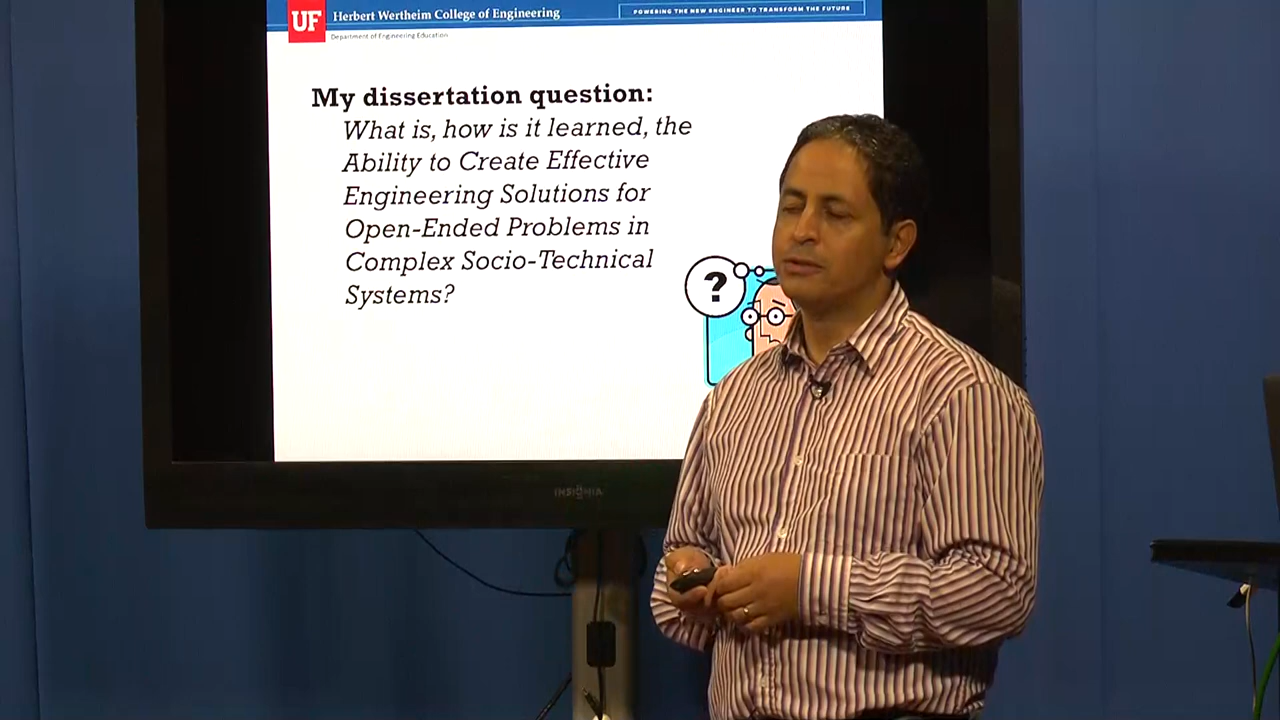 UF
Herbert Wertheim College of Engineering
POWERING THE NEW ENGINEER TO TRANSFORM THE FUTURE
Department of Engineering Education
My dissertation question:
What is, how is it learned, the
Ability to Create Effective
Engineering Solutions for
Open-Ended Problems in
Complex Socio-Technical
Systems?
?
INSIGNIA